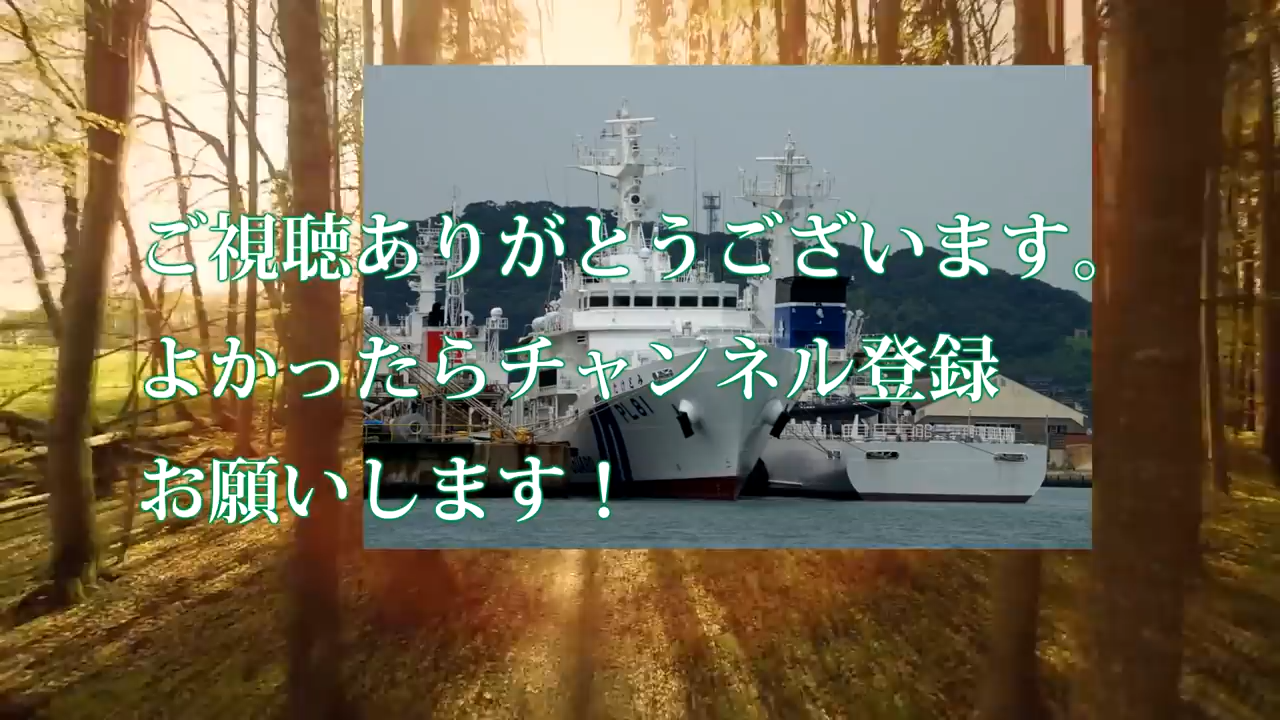 ご視聴ありがとうございます。
よかったらチャンネル登録
お願いします！
PL81